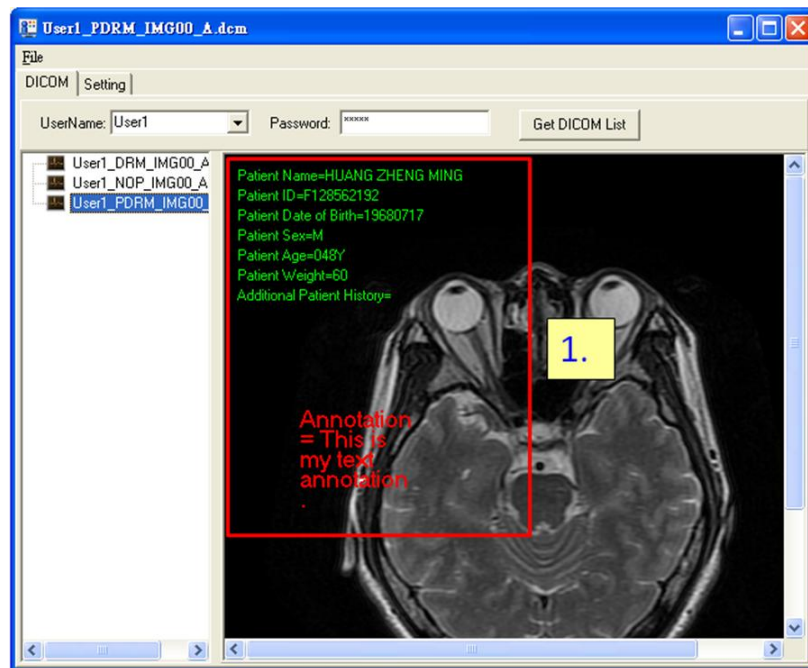 User1_PDRM_IMG00_A.dcm
File
DICOM Setting
UserName: User1 Password: ***** Get DICOM List
User1_DRM_IMG00_A
User1_NOP_IMG00_A
User1_PDRM_IMG00_
Patient Name=HUANG ZHENG MING
Patient ID=F128562192
Patient Date of Birth=19680717
Patient Sex=M
Patient Age=048Y
Patient Weight=60
Additional Patient History=
1.
Annotation
= This is
my text
annotation
.